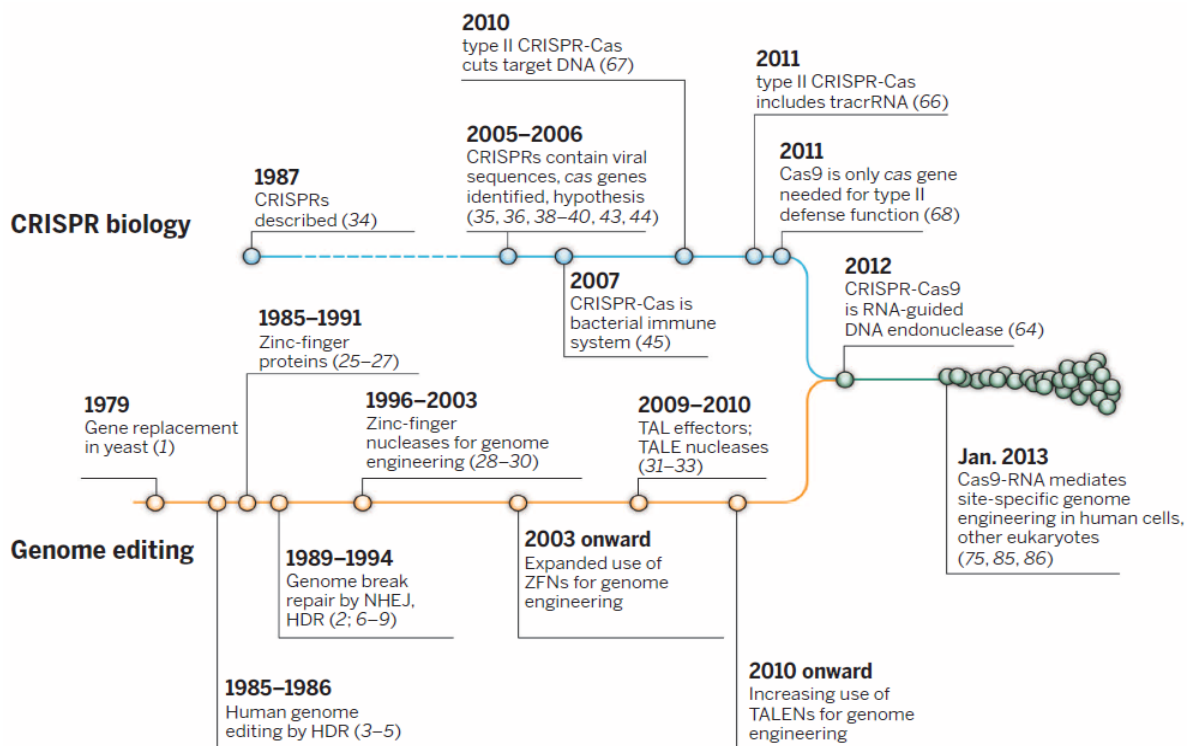 2010
type II CRISPR-Cas
cuts target DNA (67)
2011
type II CRISPR-Cas
includes tracrRNA (66)
2005–2006
CRISPRs contain viral
sequences, cas genes
identified, hypothesis
(35, 36, 38–40, 43, 44)
2011
Cas9 is only cas gene
needed for type II
defense function (68)
1987
CRISPRs
described (34)
CRISPR biology
2007
CRISPR-Cas is
bacterial immune
system (45)
2012
CRISPR-Cas9
is RNA-guided
DNA endonuclease (64)
1985–1991
Zinc-finger
proteins (25–27)
1979
Gene replacement
in yeast (1)
1996–2003
Zinc-finger
nucleases for genome
engineering (28–30)
2009–2010
TAL effectors;
TALE nucleases
(31–33)
Jan. 2013
Cas9-RNA mediates
site-specific genome
engineering in human cells,
other eukaryotes
(75, 85, 86)
Genome editing
1989–1994
Genome break
repair by NHEJ,
HDR (2; 6–9)
2003 onward
Expanded use of
ZFNs for genome
engineering
1985–1986
Human genome
editing by HDR (3–5)
2010 onward
Increasing use of
TALENs for genome
engineering